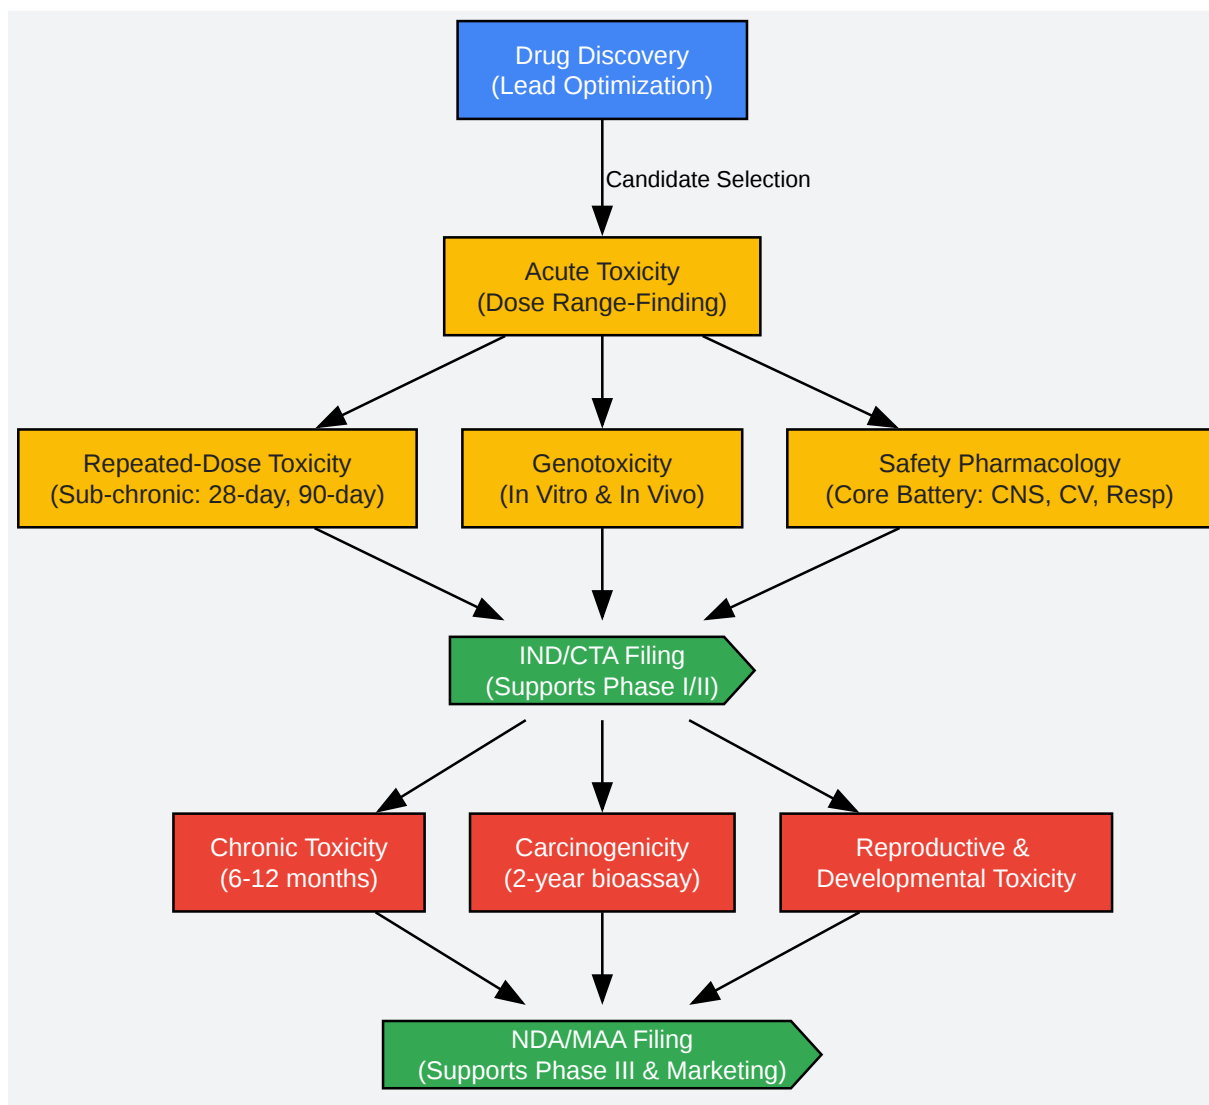 Drug Discovery
(Lead Optimization)
Candidate Selection
Acute Toxicity
(Dose Range-Finding)
Repeated-Dose Toxicity
(Sub-chronic: 28-day, 90-day)
Genotoxicity
(In Vitro & In Vivo)
Safety Pharmacology
(Core Battery: CNS, CV, Resp)
IND/CTA Filing
(Supports Phase I/II)
Chronic Toxicity
(6-12 months)
Carcinogenicity
(2-year bioassay)
Reproductive &
Developmental Toxicity
NDA/MAA Filing
(Supports Phase III & Marketing)